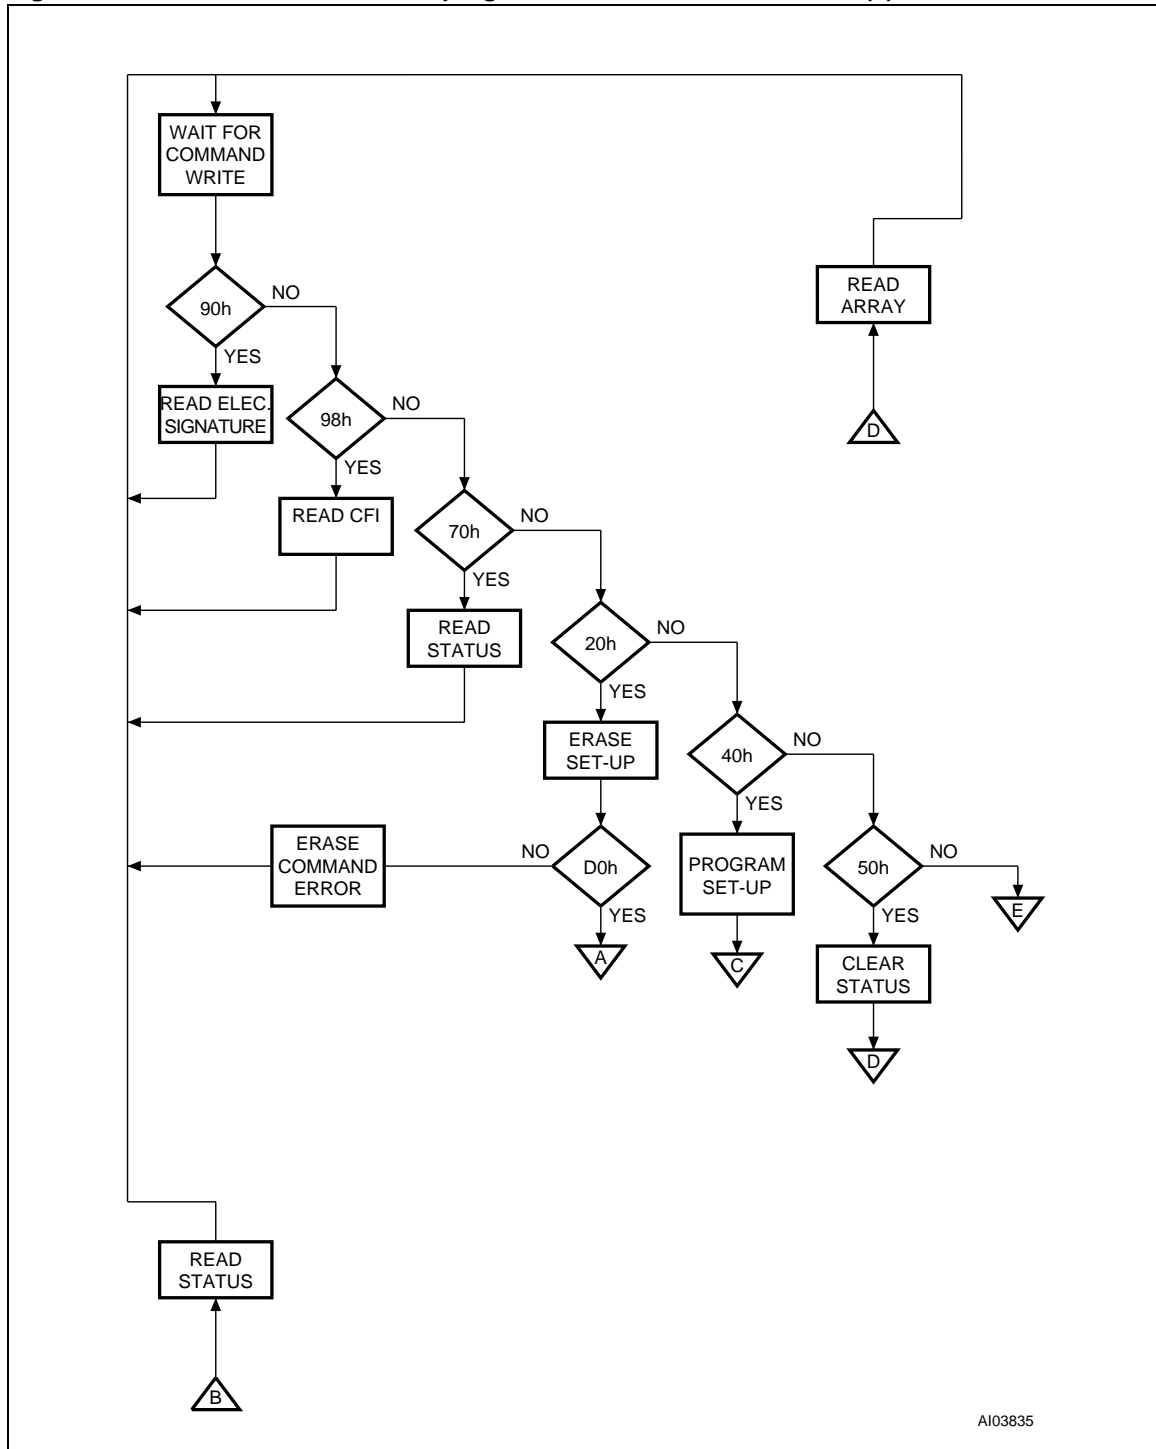 WAIT FOR
COMMAND
WRITE
90h
NO
YES
READ
ARRAY
READ ELEC.
SIGNATURE
98h
NO
YES
D
READ CFI
70h
NO
YES
READ
STATUS
20h
NO
YES
ERASE
SET-UP
40h
NO
YES
ERASE
COMMAND
ERROR
NO
D0h
YES
PROGRAM
SET-UP
50h
NO
YES
E
A
C
CLEAR
STATUS
D
READ
STATUS
B
AI03835